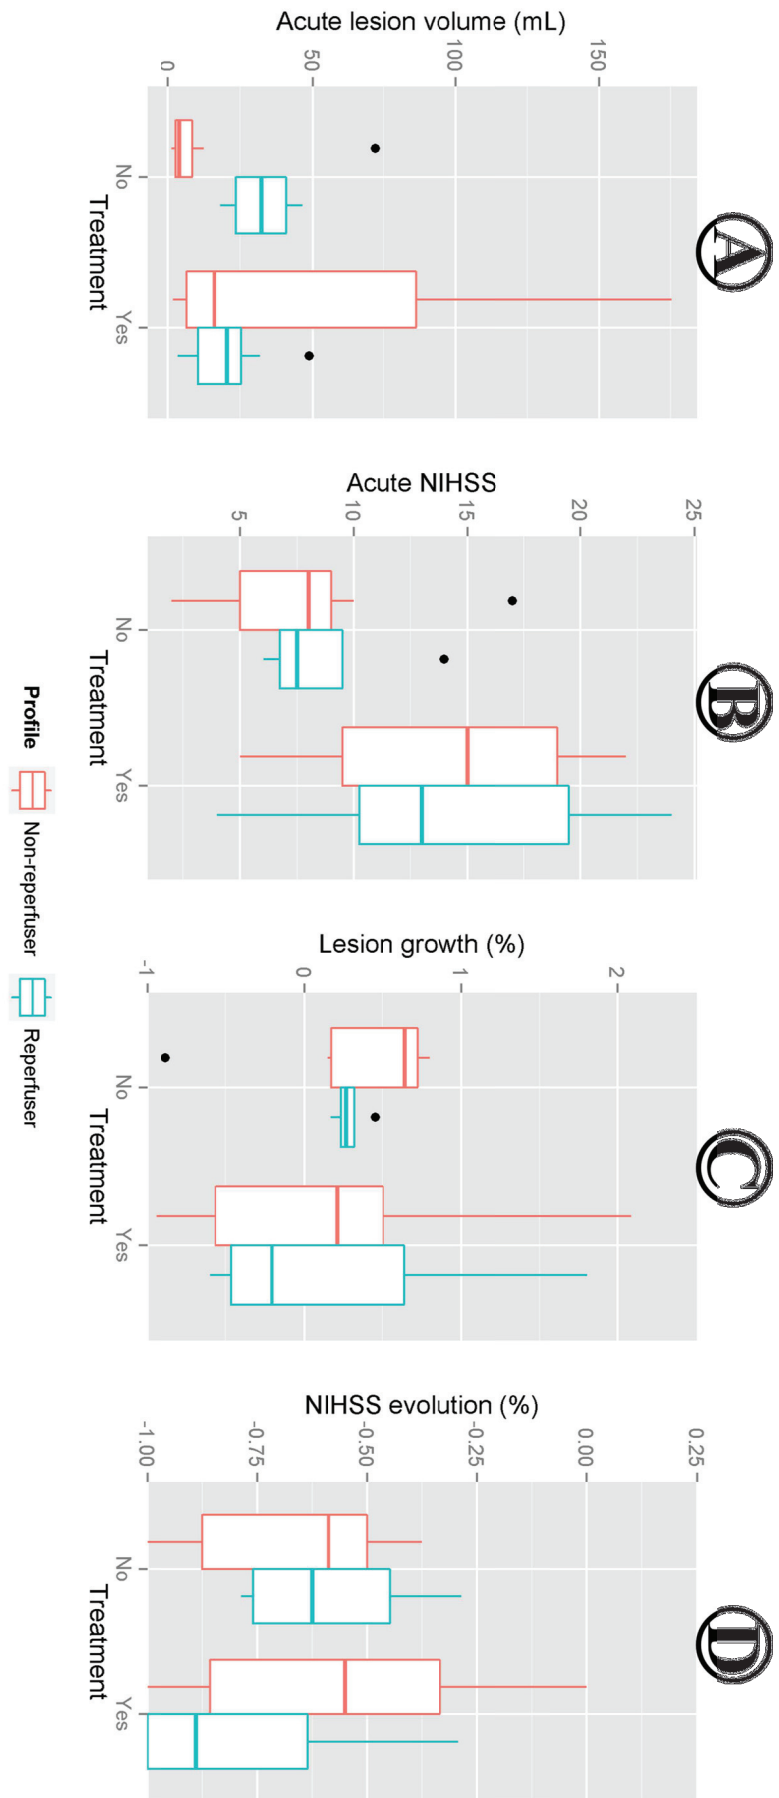 A
Acute lesion volume (mL)
0
50
100
150
No
Yes
Treatment
B
Acute NIHSS
5
10
15
20
25
No
Yes
Treatment
C
Lesion growth (%)
-1
0
1
2
No
Yes
Treatment
D
NIHSS evolution (%)
-1.00
-0.75
-0.50
-0.25
0.00
0.25
No
Yes
Treatment
Profile Non-reperfuser Reperfuser